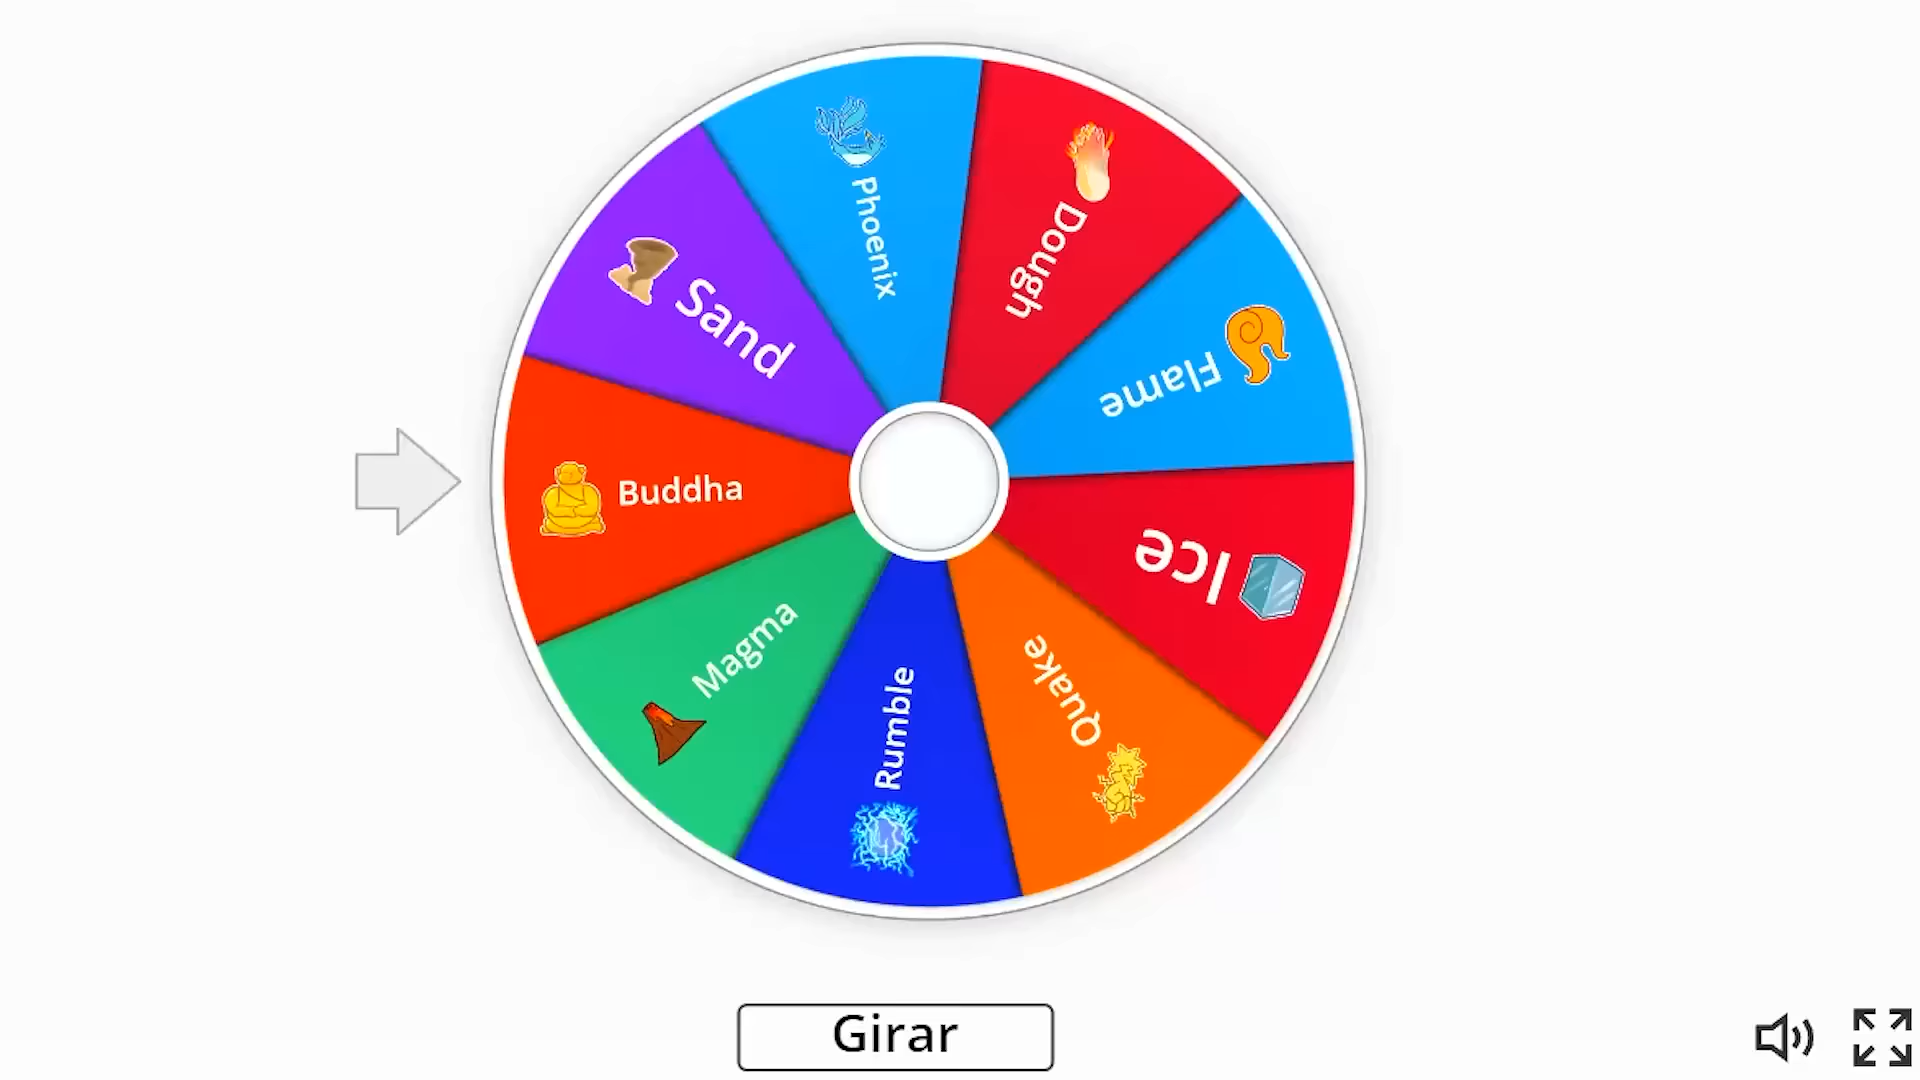 Phoenix
Dough
Sand
Flame
Buddha
Ice
Magma
Quake
Rumble
Girar